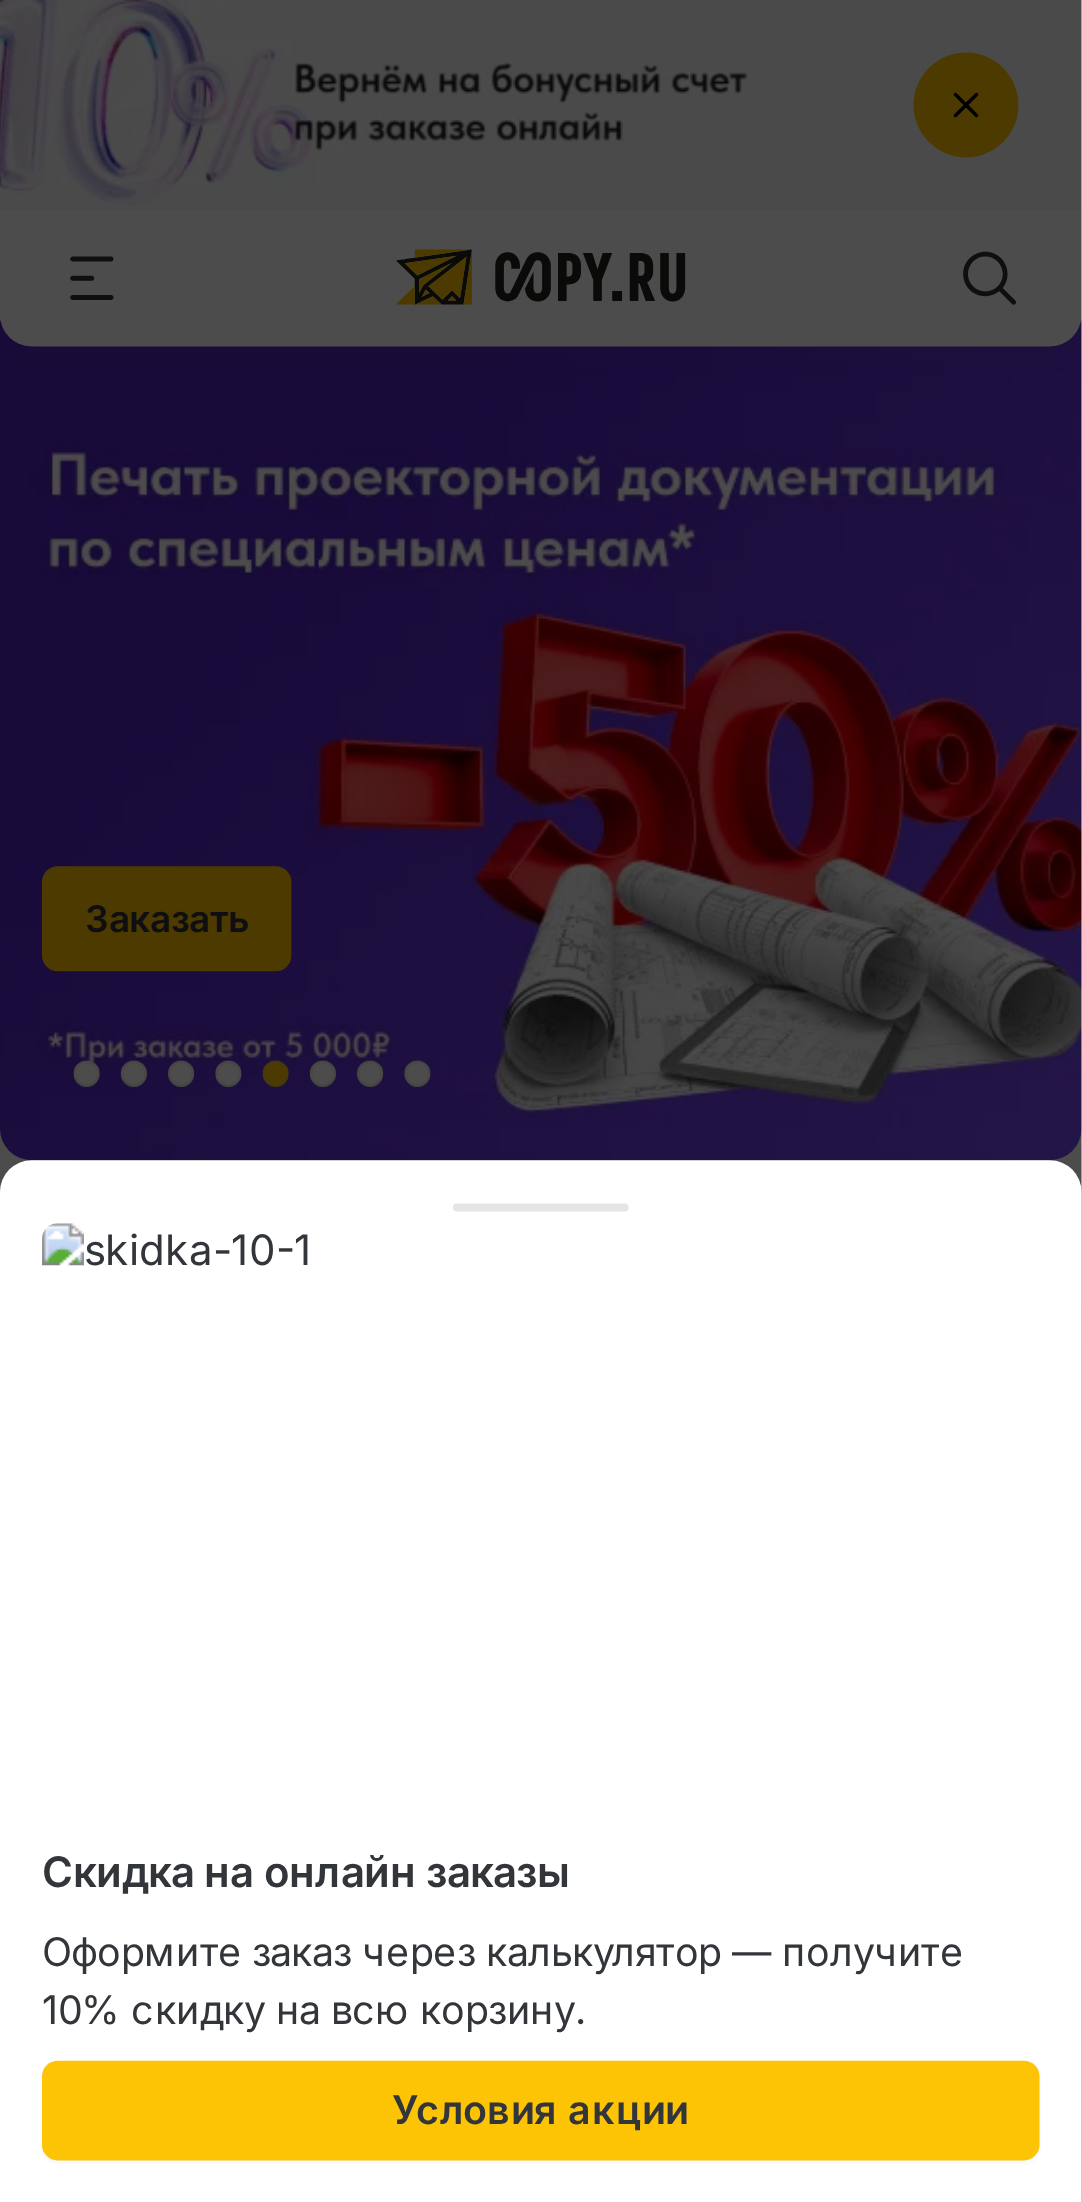 10%
Вернём на бонусный счет
при заказе онлайн
COPY.RU
Печать проекторной документации
по специальным ценам*
-50%
Заказать
*При заказе от 5 000₽
skidka-10-1
Скидка на онлайн заказы
Оформите заказ через калькулятор — получите
10% скидку на всю корзину.
Условия акции